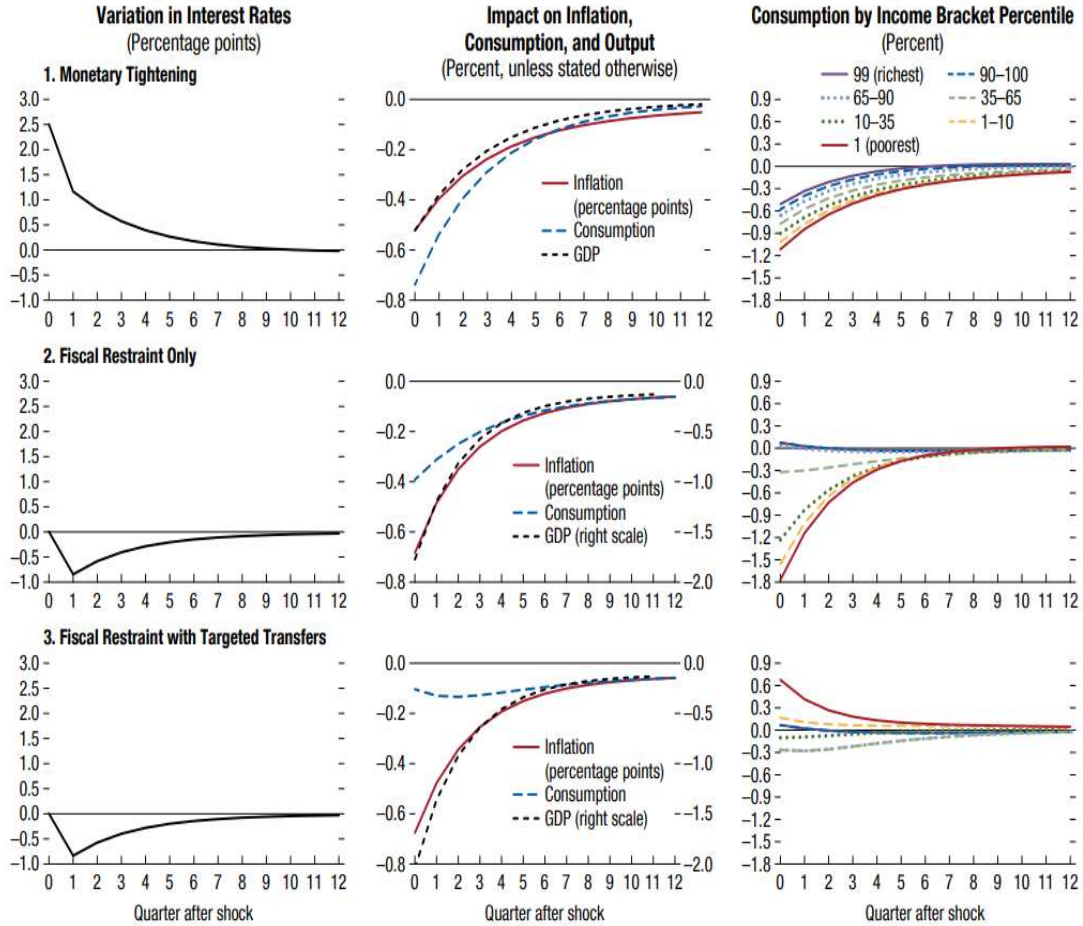 Variation in Interest Rates
(Percentage points)
Impact on Inflation,
Consumption, and Output
(Percent, unless stated otherwise)
Consumption by Income Bracket Percentile
(Percent)
1. Monetary Tightening
3.0
2.5
2.0
1.5
1.0
0.5
0.0
–0.5
–1.0
0 1 2 3 4 5 6 7 8 9 10 11 12
0.0
–0.2
–0.4
–0.6
–0.8
Inflation
(percentage points)
Consumption
GDP
0 1 2 3 4 5 6 7 8 9 10 11 12
99 (richest) 90–100
65–90 35–65
10–35 1–10
1 (poorest)
0.9
0.6
0.3
0.0
–0.3
–0.6
–0.9
–1.2
–1.5
–1.8
0 1 2 3 4 5 6 7 8 9 10 11 12
2. Fiscal Restraint Only
3.0
2.5
2.0
1.5
1.0
0.5
0.0
–0.5
–1.0
0 1 2 3 4 5 6 7 8 9 10 11 12
0.0
–0.2
–0.4
–0.6
–0.8
Inflation
(percentage points)
Consumption
GDP (right scale)
0.0
–0.5
–1.0
–1.5
–2.0
0 1 2 3 4 5 6 7 8 9 10 11 12
0.9
0.6
0.3
0.0
–0.3
–0.6
–0.9
–1.2
–1.5
–1.8
0 1 2 3 4 5 6 7 8 9 10 11 12
3. Fiscal Restraint with Targeted Transfers
3.0
2.5
2.0
1.5
1.0
0.5
0.0
–0.5
–1.0
0 1 2 3 4 5 6 7 8 9 10 11 12
Quarter after shock
0.0
–0.2
–0.4
–0.6
–0.8
Inflation
(percentage points)
Consumption
GDP (right scale)
0.0
–0.5
–1.0
–1.5
–2.0
0 1 2 3 4 5 6 7 8 9 10 11 12
Quarter after shock
0.9
0.6
0.3
0.0
–0.3
–0.6
–0.9
–1.2
–1.5
–1.8
0 1 2 3 4 5 6 7 8 9 10 11 12
Quarter after shock